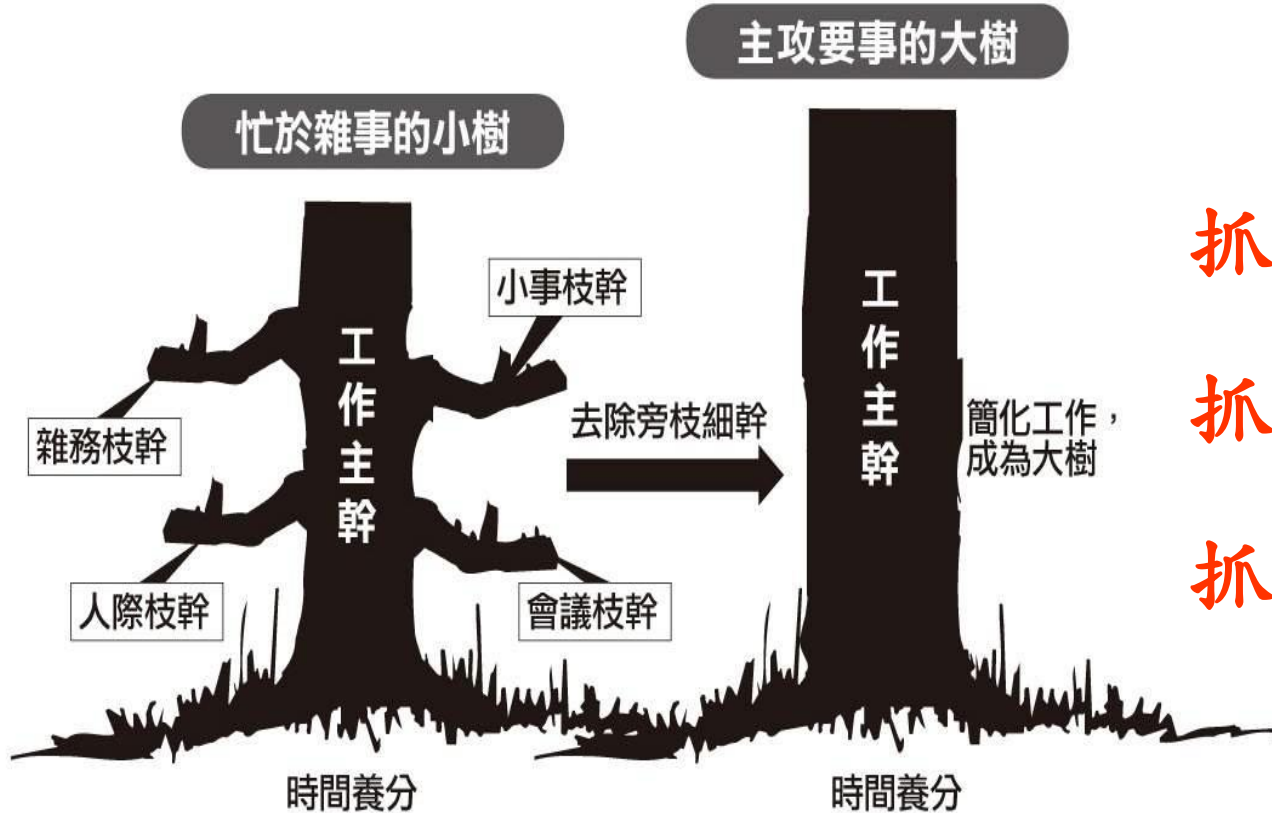 主攻要事的大樹
忙於雜事的小樹
小事枝幹
工作主幹
雜務枝幹
人際枝幹
會議枝幹
去除旁枝細幹
工作主幹
簡化工作,
成為大樹
抓
抓
抓
時間養分
時間養分